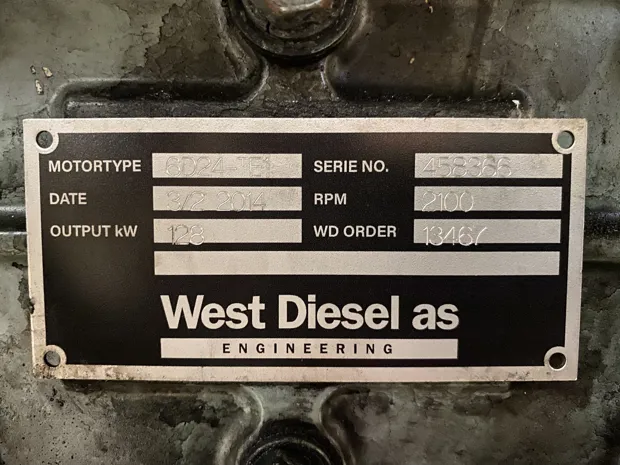 MOTORTYPE 6D24-TE1 SERIE NO. 458366
DATE 3/2 2014 RPM 2100
OUTPUT kW 128 WD ORDER 13467
West Diesel as
ENGINEERING